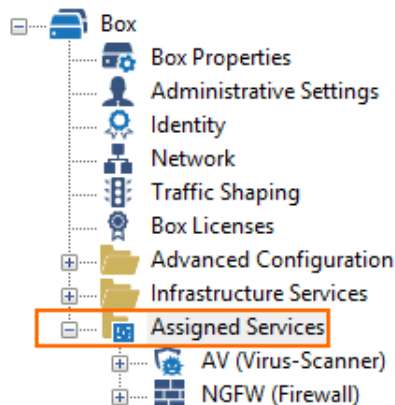 Box
Box Properties
Administrative Settings
Identity
Network
Traffic Shaping
Box Licenses
Advanced Configuration
Infrastructure Services
Assigned Services
AV (Virus-Scanner)
NGFW (Firewall)